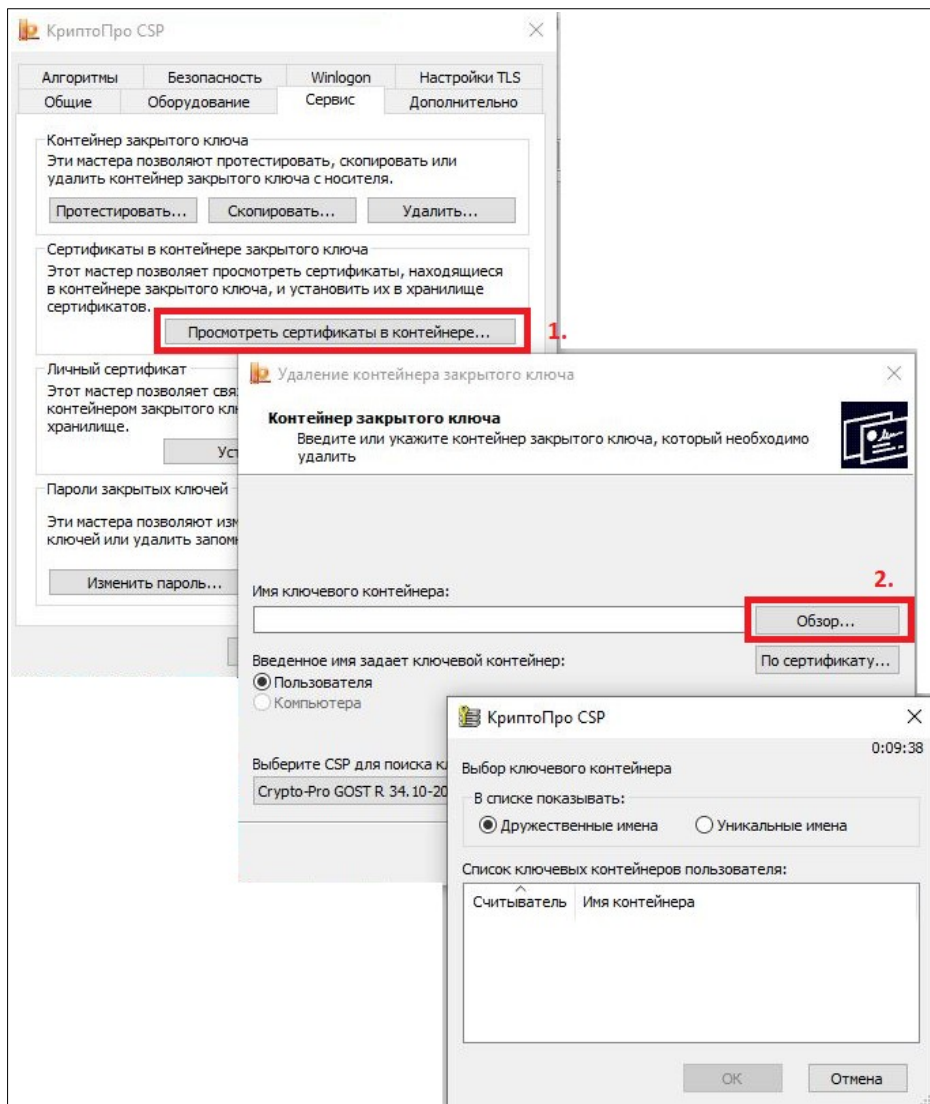 КриптоПро CSP
Алгоритмы Безопасность Winlogon Настройки TLS
Общие Оборудование Сервис Дополнительно
Контейнер закрытого ключа
Эти мастера позволяют протестировать, скопировать или
удалить контейнер закрытого ключа с носителя.
Протестировать... Скопировать... Удалить...
Сертификаты в контейнере закрытого ключа
Этот мастер позволяет просмотреть сертификаты, находящиеся
в контейнере закрытого ключа, и установить их в хранилище
сертификатов.
Просмотреть сертификаты в контейнере... 1.
Личный сертификат
Этот мастер позволяет свя
контейнером закрытого кл
хранилище.
Уст
Пароли закрытых ключей
Эти мастера позволяют изм
ключей или удалить запом
Изменить пароль...
Удаление контейнера закрытого ключа
Контейнер закрытого ключа
Введите или укажите контейнер закрытого ключа, который необходимо
удалить
2.
Имя ключевого контейнера:
Обзор...
Введенное имя задает ключевой контейнер:
По сертификату...
Пользователя
Компьютера
Выберите CSP для поиска к
Crypto-Pro GOST R 34.10-20
КриптоПро CSP
0:09:38
Выбор ключевого контейнера
В списке показывать:
Дружественные имена Уникальные имена
Список ключевых контейнеров пользователя:
Считыватель Имя контейнера
OK Отмена